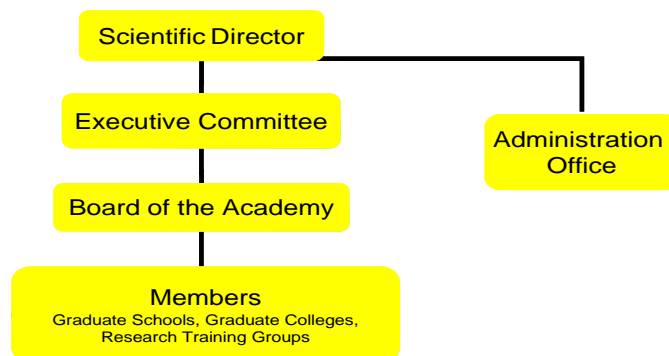 Scientific Director
Executive Committee
Administration
Office
Board of the Academy
Members
Graduate Schools, Graduate Colleges,
Research Training Groups